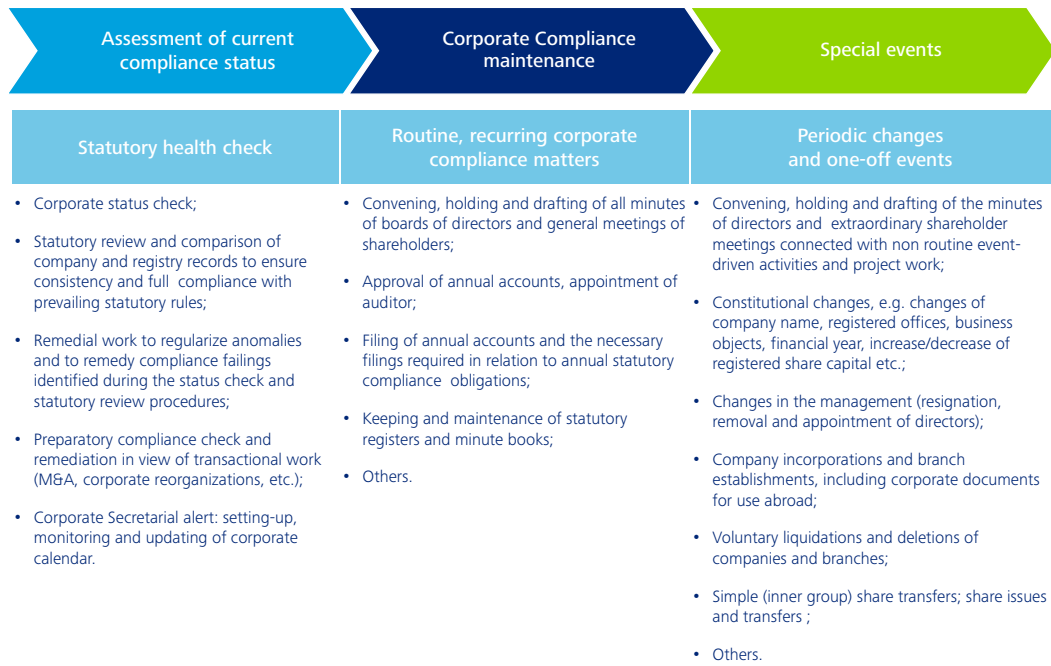 Assessment of current
compliance status
Corporate Compliance
maintenance
Special events
Statutory health check
Routine, recurring corporate
compliance matters
Periodic changes
and one-off events
• Corporate status check;
• Statutory review and comparison of
company and registry records to ensure
consistency and full compliance with
prevailing statutory rules;
• Remedial work to regularize anomalies
and to remedy compliance failings
identified during the status check and
statutory review procedures;
• Preparatory compliance check and
remediation in view of transactional work
(M&A, corporate reorganizations, etc.);
• Corporate Secretarial alert: setting-up,
monitoring and updating of corporate
calendar.
• Convening, holding and drafting of all minutes
of boards of directors and general meetings of
shareholders;
• Approval of annual accounts, appointment of
auditor;
• Filing of annual accounts and the necessary
filings required in relation to annual statutory
compliance obligations;
• Keeping and maintenance of statutory
registers and minute books;
• Others.
• Convening, holding and drafting of the minutes
of directors and extraordinary shareholder
meetings connected with non routine event-
driven activities and project work;
• Constitutional changes, e.g. changes of
company name, registered offices, business
objects, financial year, increase/decrease of
registered share capital etc.;
• Changes in the management (resignation,
removal and appointment of directors);
• Company incorporations and branch
establishments, including corporate documents
for use abroad;
• Voluntary liquidations and deletions of
companies and branches;
• Simple (inner group) share transfers; share issues
and transfers ;
• Others.